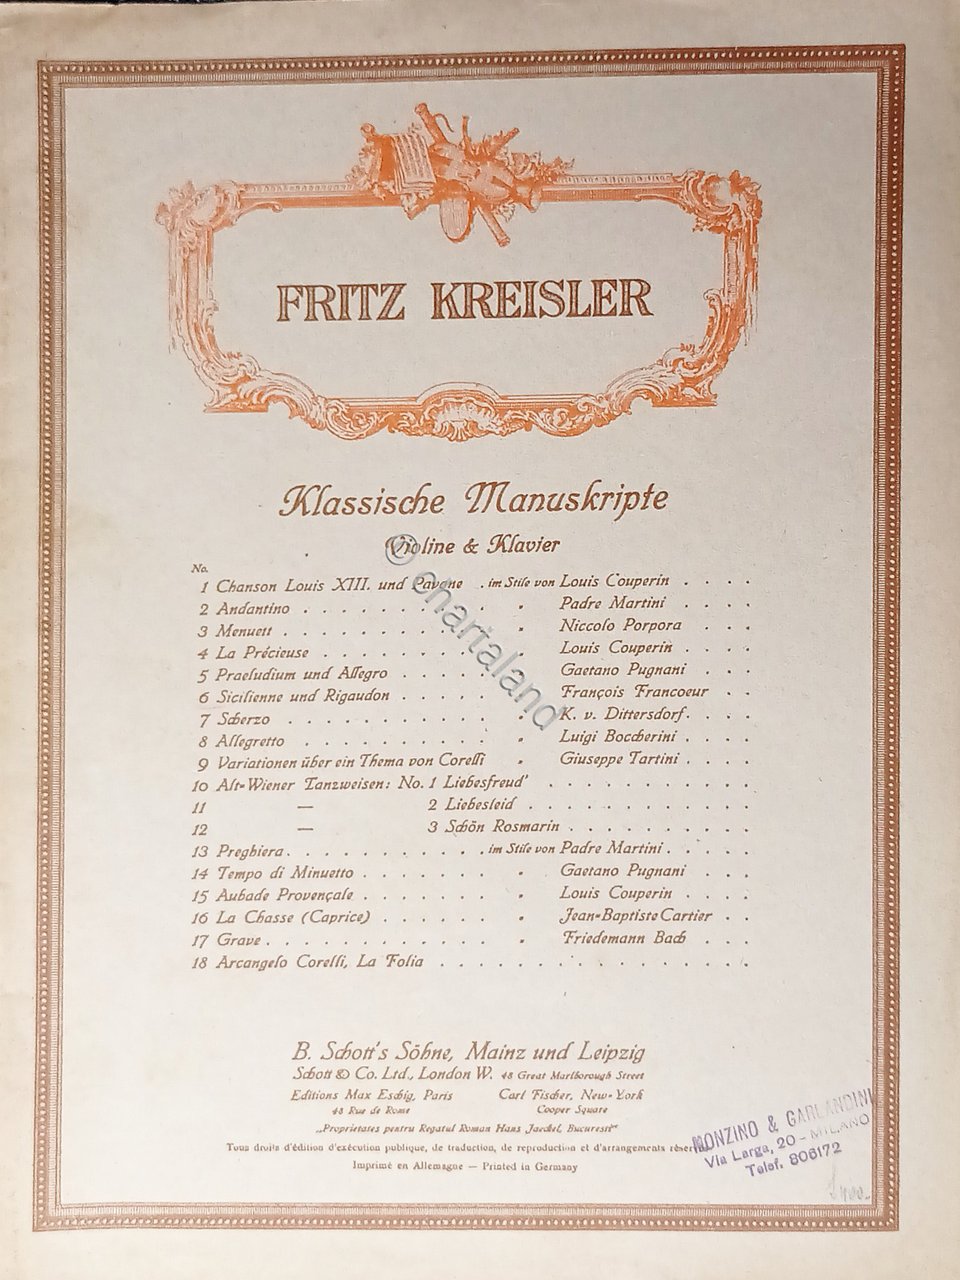 FRITZ KREISLER
Klassische Manuskripte
Violine & Klavier
No.
1 Chanson Louis XIII. und Pavane . im Stile von Louis Couperin . . . .
2 Andantino . . . . . . . . . . . „ Padre Martini . . . .
3 Menuett . . . . . . . . . . . „ Niccolo Porpora . . .
4 La Précieuse . . . . . . . . . „ Louis Couperin . . . .
5 Praeludium und Allegro . . . . . „ Gaetano Pugnani . . .
6 Sicilienne und Rigaudon . . . . . „ François Francoeur . .
7 Scherzo . . . . . . . . . . . „ K. v. Dittersdorf . . . .
8 Allegretto . . . . . . . . . . „ Luigi Boccherini . . . .
9 Variationen über ein Thema von Corelli „ Giuseppe Tartini . . . .
10 Alt-Wiener Tanzweisen: No. 1 Liebesfreud' . . . . . . . . . .
11 — 2 Liebesleid . . . . . . . . . . .
12 — 3 Schön Rosmarin . . . . . . . . .
13 Preghiera . . . . . . . . . . . im Stile von Padre Martini . . . . .
14 Tempo di Minuetto . . . . . . . „ Gaetano Pugnani . . .
15 Aubade Provençale . . . . . . . „ Louis Couperin . . . .
16 La Chasse (Caprice) . . . . . . „ Jean-Baptiste Cartier . .
17 Grave . . . . . . . . . . . . „ Friedemann Bach . . .
18 Arcangelo Corelli, La Folia . . . . . . . . . . . . . . .
B. Schott's Söhne, Mainz und Leipzig
Schott & Co. Ltd., London W. 48 Great Marlborough Street
Editions Max Eschig, Paris Carl Fischer, New-York
48 Rue de Rome Cooper Square
„Proprietatea pentru Regatul Roman Hans Jaeckel, Bucuresti"
Tous droits d'édition d'exécution publique, de traduction, de reproduction et d'arrangements
Imprimé en Allemagne — Printed in Germany
MONZINO & GARLANDINI
Via Larga, 20 - MILANO
Telef. 806172
© chartaland